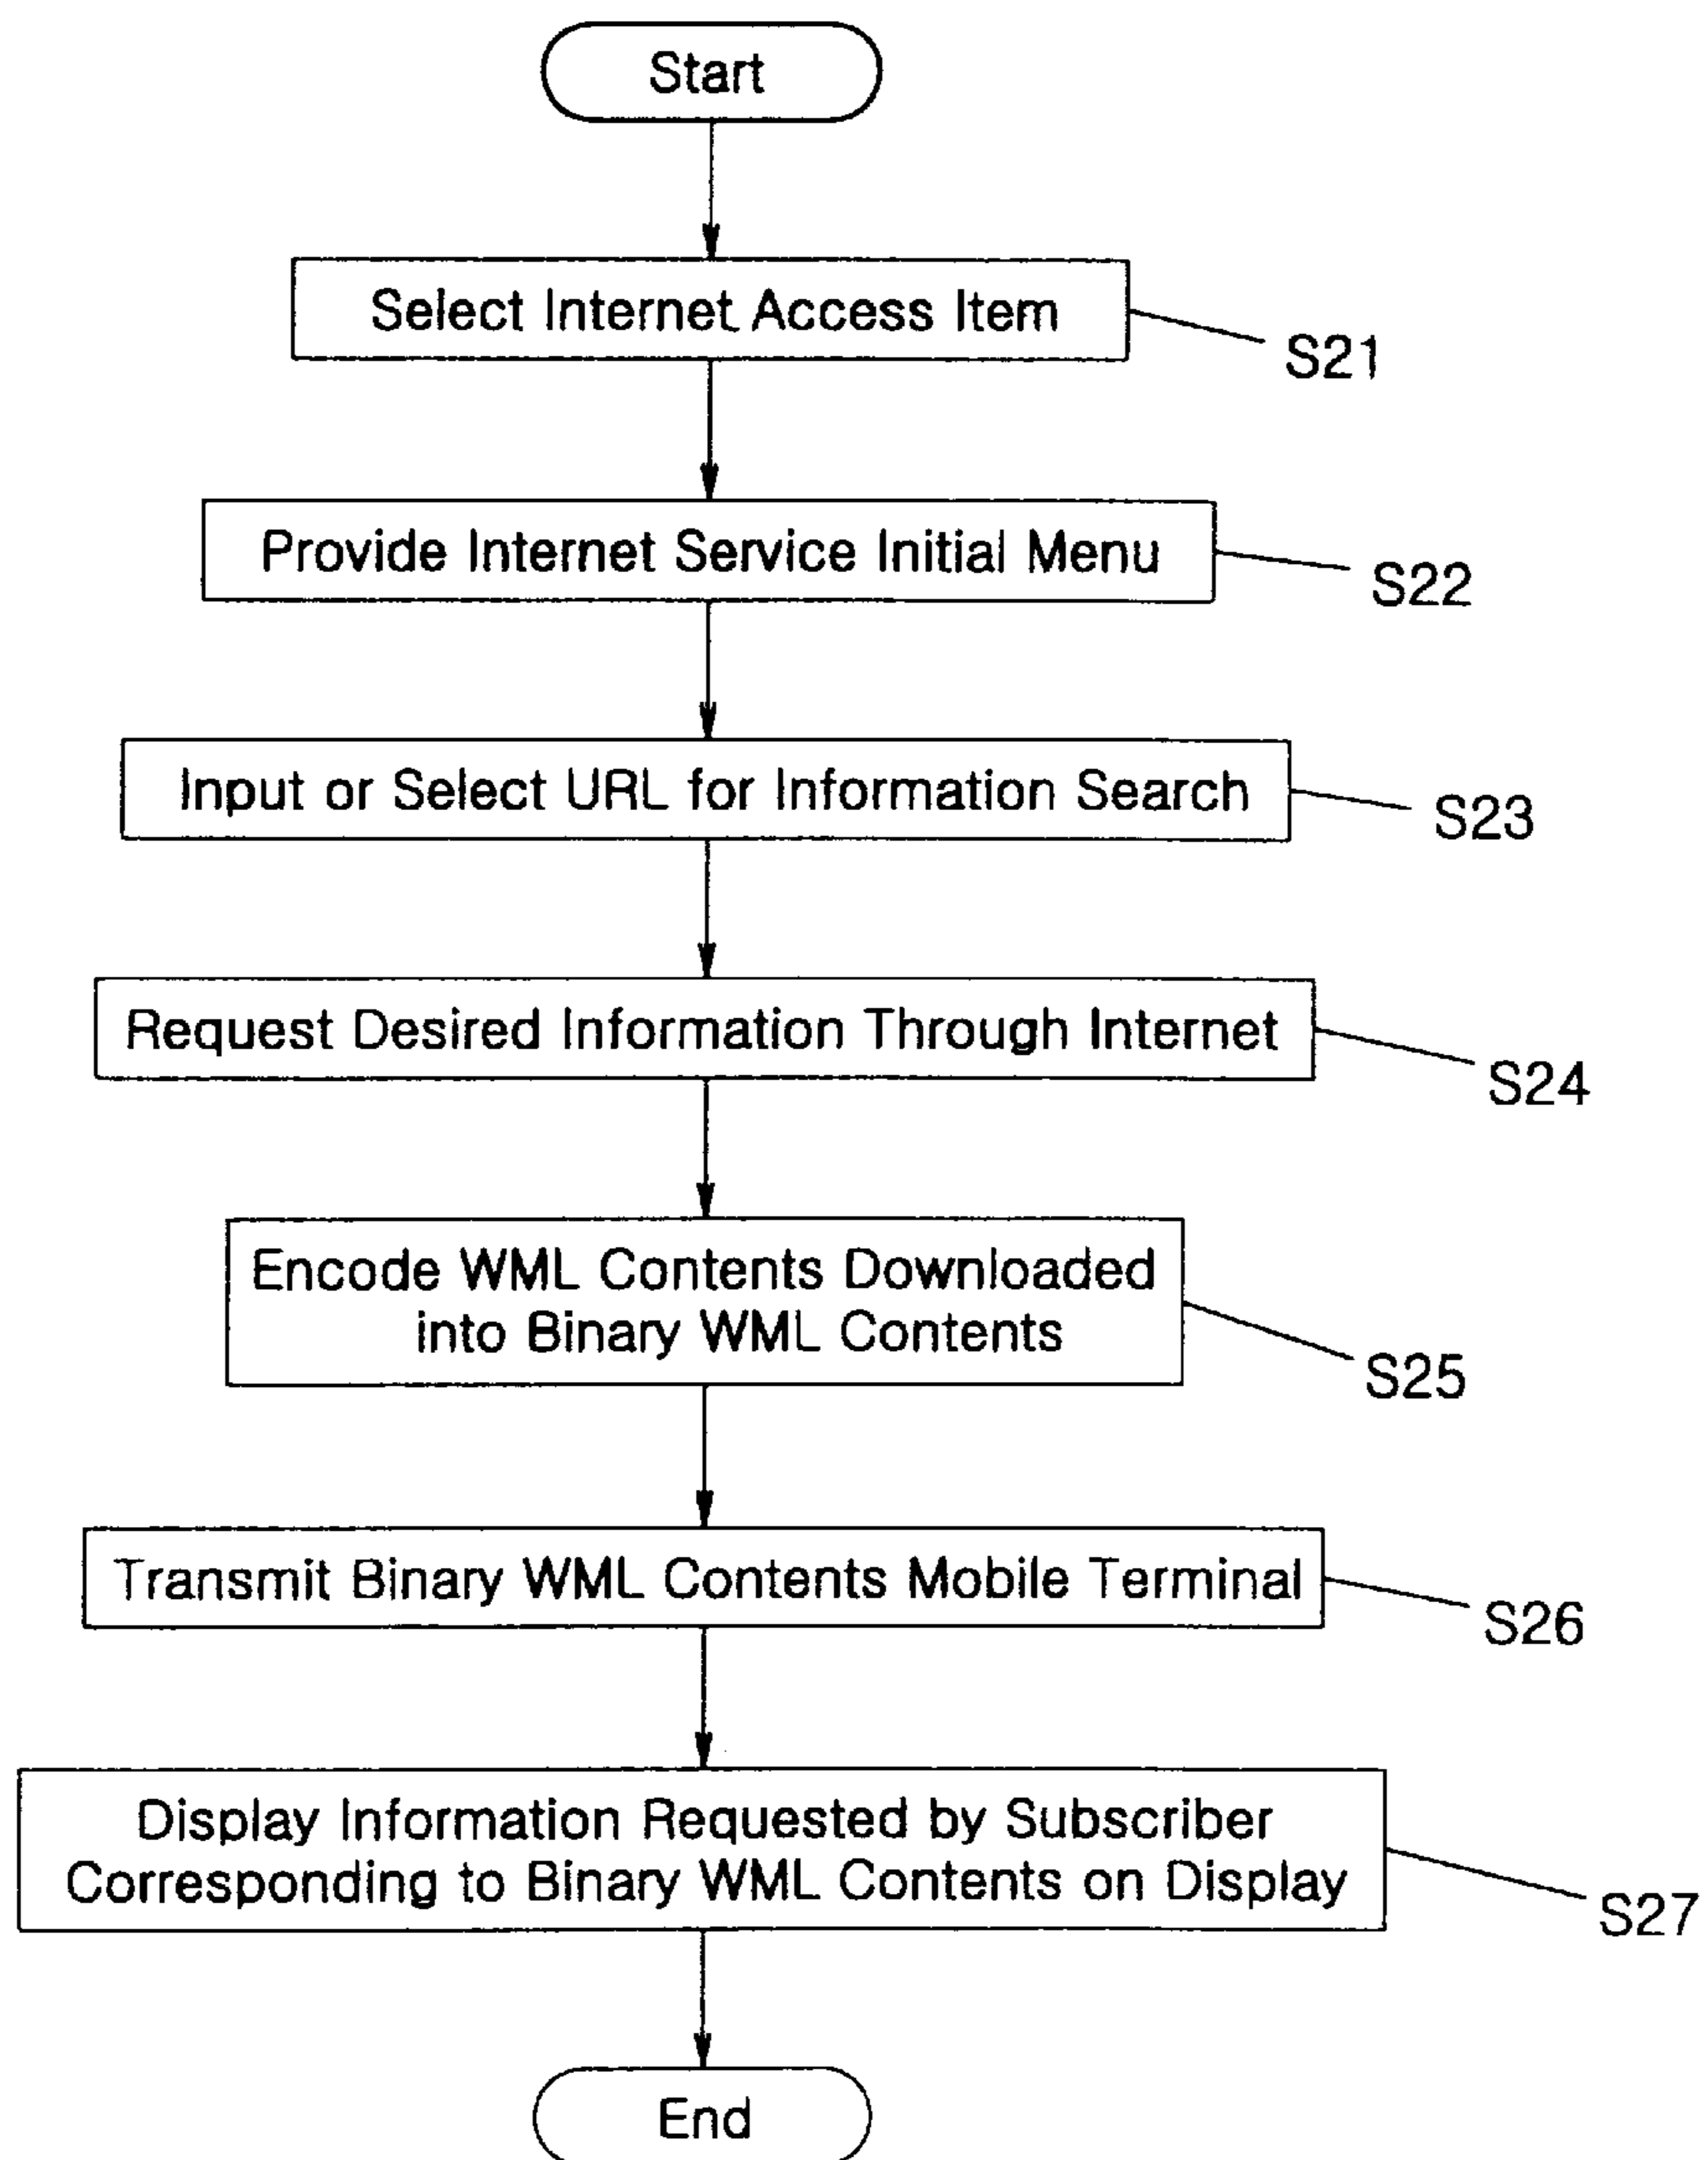 Start
Select Internet Access Item
S21
Provide Internet Service Initial Menu
S22
Input or Select URL for Information Search
S23
Request Desired Information Through Internet
S24
Encode WML Contents Downloaded
into Binary WML Contents
S25
Transmit Binary WML Contents Mobile Terminal
S26
Display Information Requested by Subscriber
Corresponding to Binary WML Contents on Display
S27
End